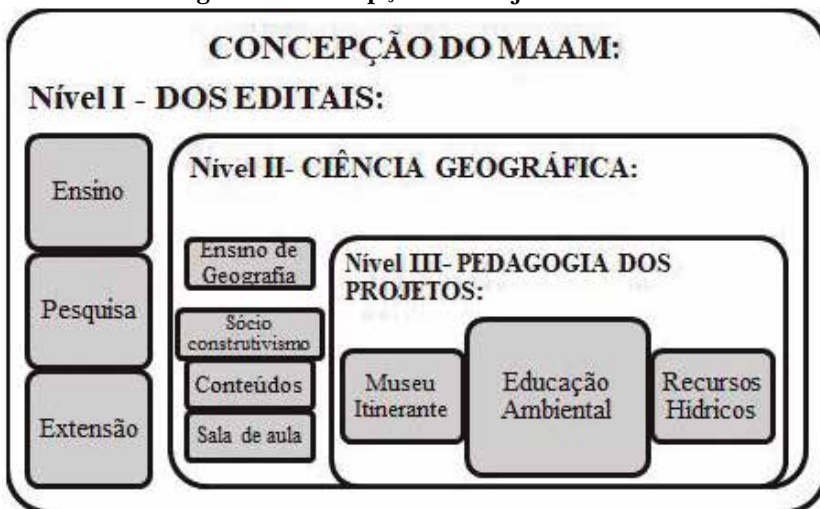 CONCEPÇÃO DO MAAM:
Nível I - DOS EDITAIS:
Ensino
Pesquisa
Extensão
Nível II- CIÊNCIA GEOGRÁFICA:
Ensino de
Geografia
Sócio
construtivismo
Conteúdos
Sala de aula
Nível III- PEDAGOGIA DOS
PROJETOS:
Museu
Itinerante
Educação
Ambiental
Recursos
Hídricos